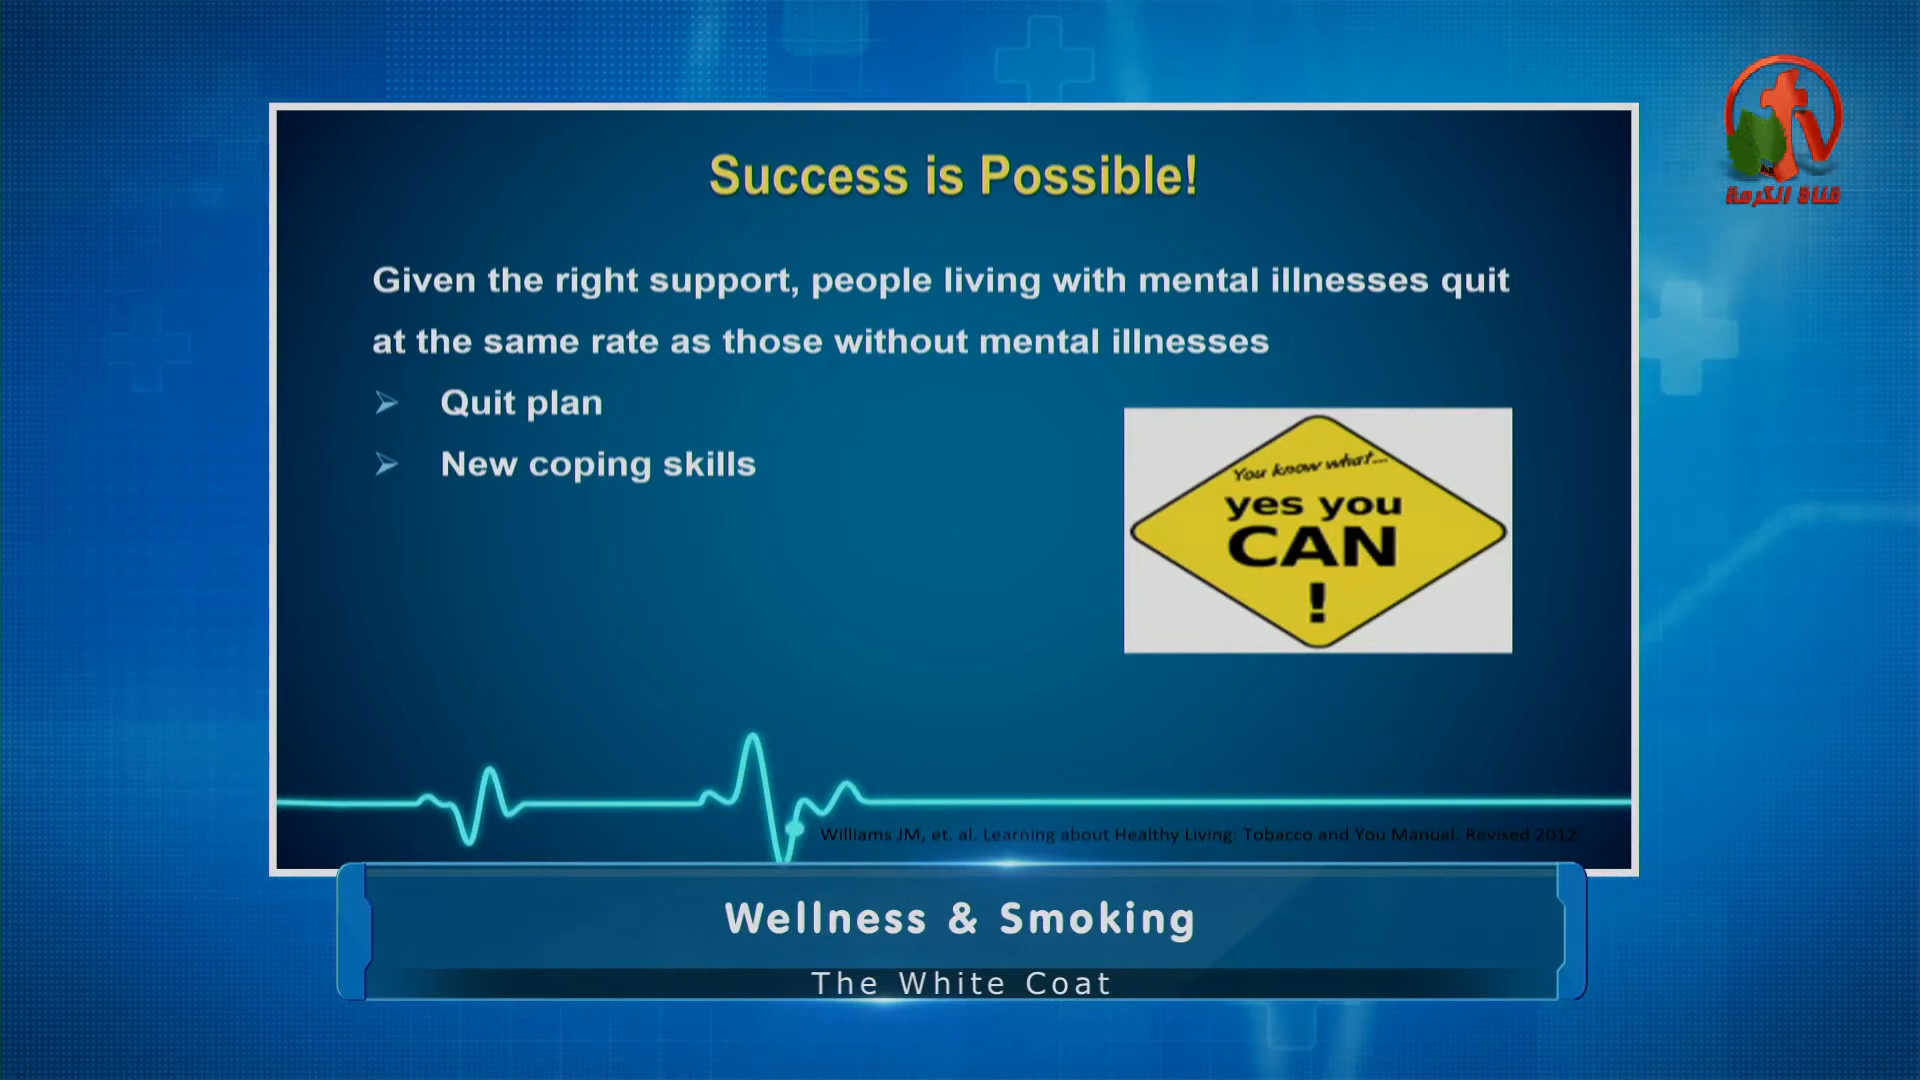 Success is Possible!
Given the right support, people living with mental illnesses quit
at the same rate as those without mental illnesses
Quit plan
New coping skills
You know what....
yes you
CAN
!
Williams JM, et. al. Learning about Healthy Living: Tobacco and You Manual. Revised 2012
Wellness & Smoking
The White Coat
tv
قناة الكرمة